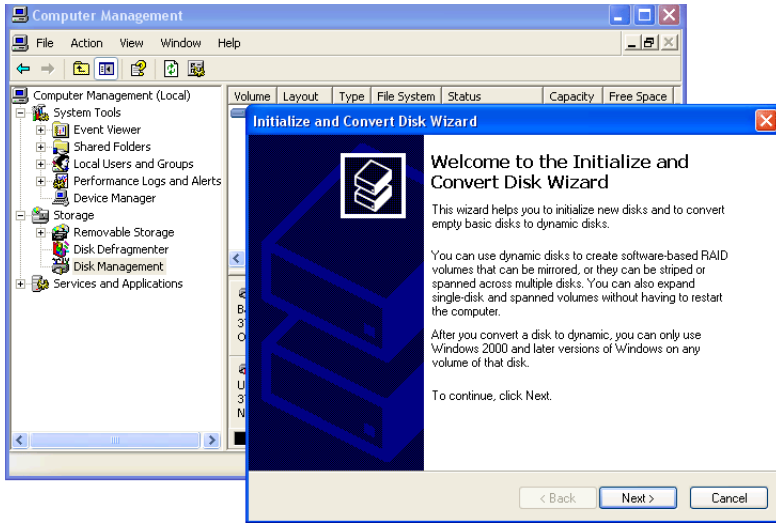 Computer Management
File Action View Window Help
Computer Management (Local)
System Tools
Event Viewer
Shared Folders
Local Users and Groups
Performance Logs and Alerts
Device Manager
Storage
Removable Storage
Disk Defragmenter
Disk Management
Services and Applications
Volume Layout Type File System Status Capacity Free Space
Initialize and Convert Disk Wizard
Welcome to the Initialize and
Convert Disk Wizard
This wizard helps you to initialize new disks and to convert
empty basic disks to dynamic disks.
You can use dynamic disks to create software-based RAID
volumes that can be mirrored, or they can be striped or
spanned across multiple disks. You can also expand
single-disk and spanned volumes without having to restart
the computer.
After you convert a disk to dynamic, you can only use
Windows 2000 and later versions of Windows on any
volume of that disk.
To continue, click Next.
< Back Next > Cancel